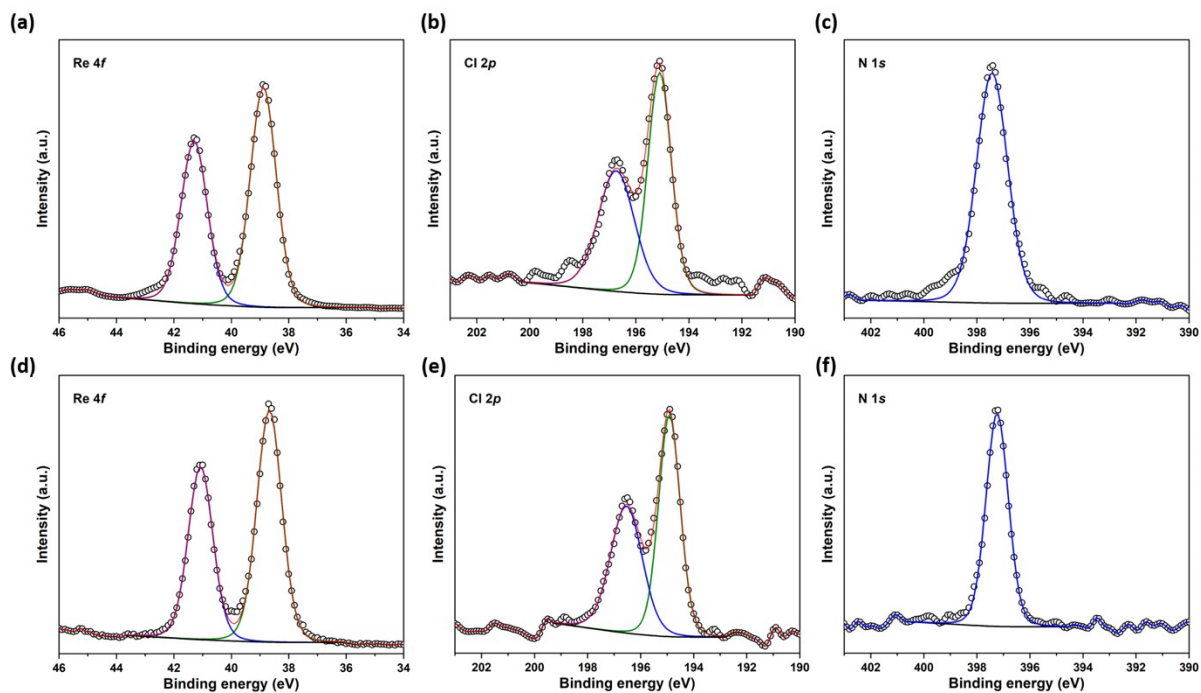 (a)
Re 4f
Intensity (a.u.)
46 44 42 40 38 36 34
Binding energy (eV)
(b)
Cl 2p
Intensity (a.u.)
202 200 198 196 194 192 190
Binding energy (eV)
(c)
N 1s
Intensity (a.u.)
402 400 398 396 394 392 390
Binding energy (eV)
(d)
Re 4f
Intensity (a.u.)
46 44 42 40 38 36 34
Binding energy (eV)
(e)
Cl 2p
Intensity (a.u.)
202 200 198 196 194 192 190
Binding energy (eV)
(f)
N 1s
Intensity (a.u.)
402 400 398 396 394 392 390
Binding energy (eV)